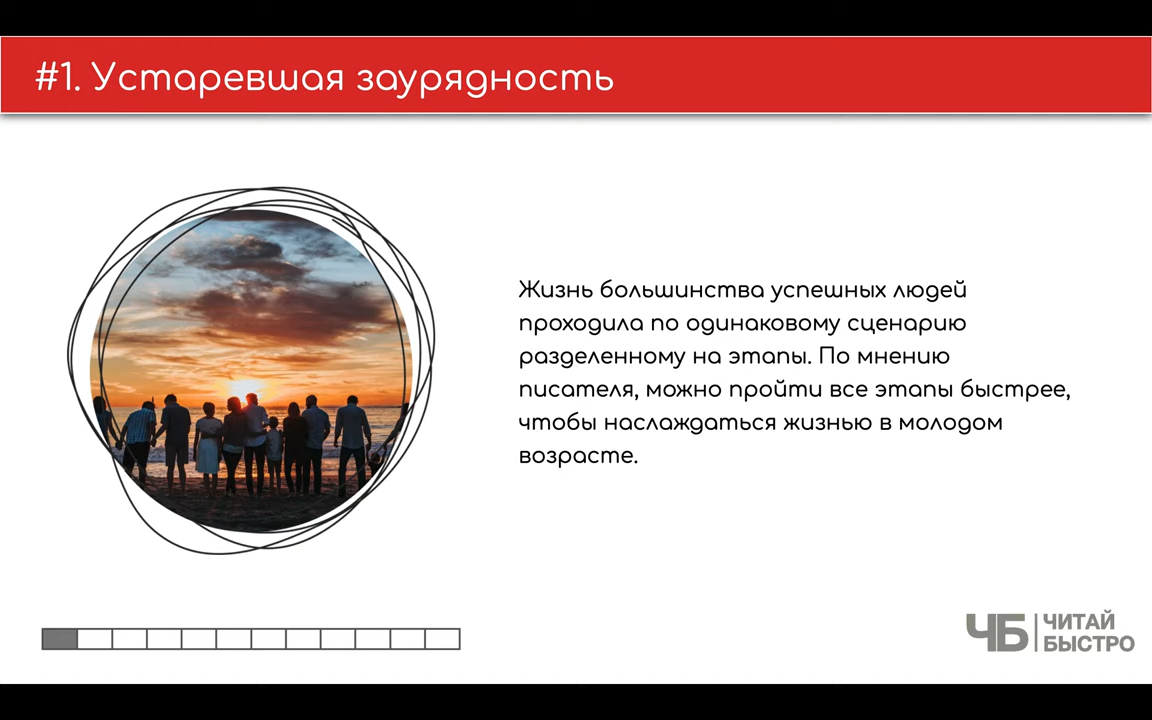 #1. Устаревшая заурядность
Жизнь большинства успешных людей
проходила по одинаковому сценарию
разделенному на этапы. По мнению
писателя, можно пройти все этапы быстрее,
чтобы наслаждаться жизнью в молодом
возрасте.
ЧБ
ЧИТАЙ
БЫСТРО